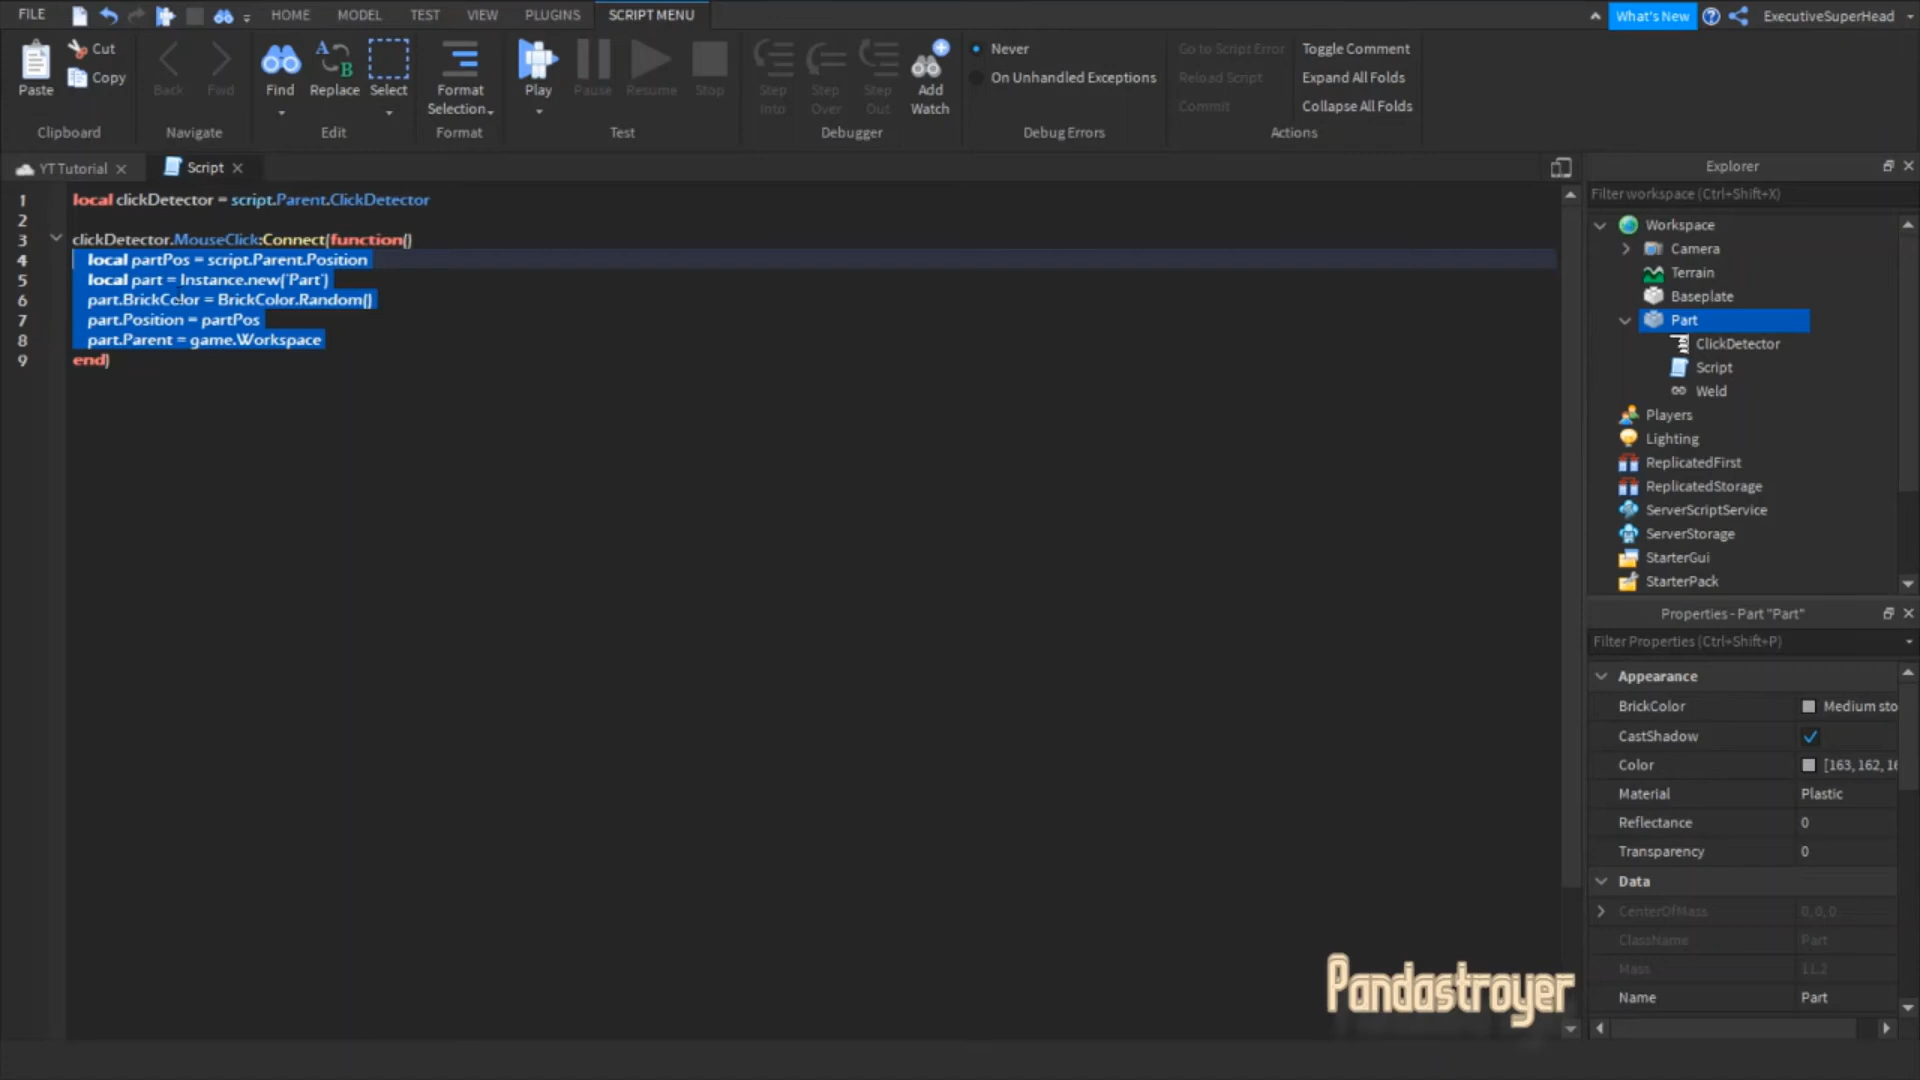 FILE HOME MODEL TEST VIEW PLUGINS SCRIPT MENU What's New ExecutiveSuperHead
Paste Cut Copy Back Fwd Find Replace Select Format Selection Play Pause Resume Stop Step Into Step Over Step Out Add Watch
Never
On Unhandled Exceptions
Go to Script Error
Reload Script
Commit
Toggle Comment
Expand All Folds
Collapse All Folds
Clipboard Navigate Edit Format Test Debugger Debug Errors Actions
YTTutorial Script
1 local clickDetector = script.Parent.ClickDetector
2
3 clickDetector.MouseClick:Connect(function()
4 local partPos = script.Parent.Position
5 local part = Instance.new('Part')
6 part.BrickColor = BrickColor.Random()
7 part.Position = partPos
8 part.Parent = game.Workspace
9 end)
Explorer
Filter workspace (Ctrl+Shift+X)
Workspace
Camera
Terrain
Baseplate
Part
ClickDetector
Script
Weld
Players
Lighting
ReplicatedFirst
ReplicatedStorage
ServerScriptService
ServerStorage
StarterGui
StarterPack
Properties - Part "Part"
Filter Properties (Ctrl+Shift+P)
Appearance
BrickColor Medium sto
CastShadow
Color [163, 162, 16
Material Plastic
Reflectance 0
Transparency 0
Data
CenterOfMass 0, 0, 0
ClassName Part
Mass 11.2
Name Part
Pandastroyer